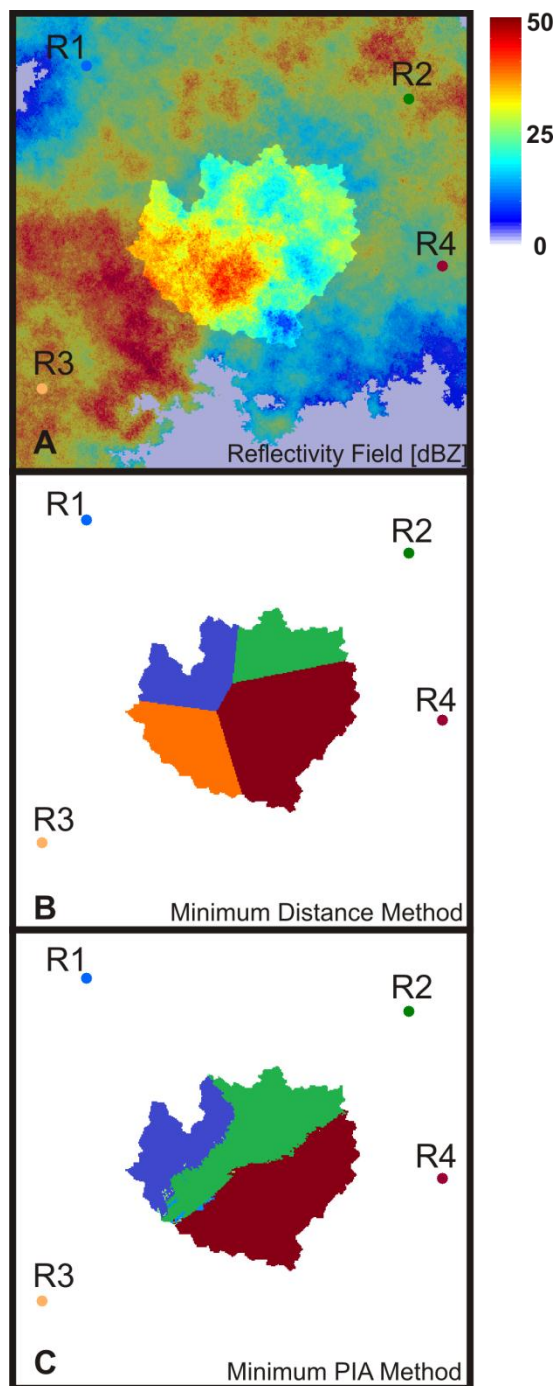 R1
R2
R4
R3
A
Reflectivity Field [dBZ]
50
25
0
R1
R2
R4
R3
B
Minimum Distance Method
R1
R2
R4
R3
C
Minimum PIA Method